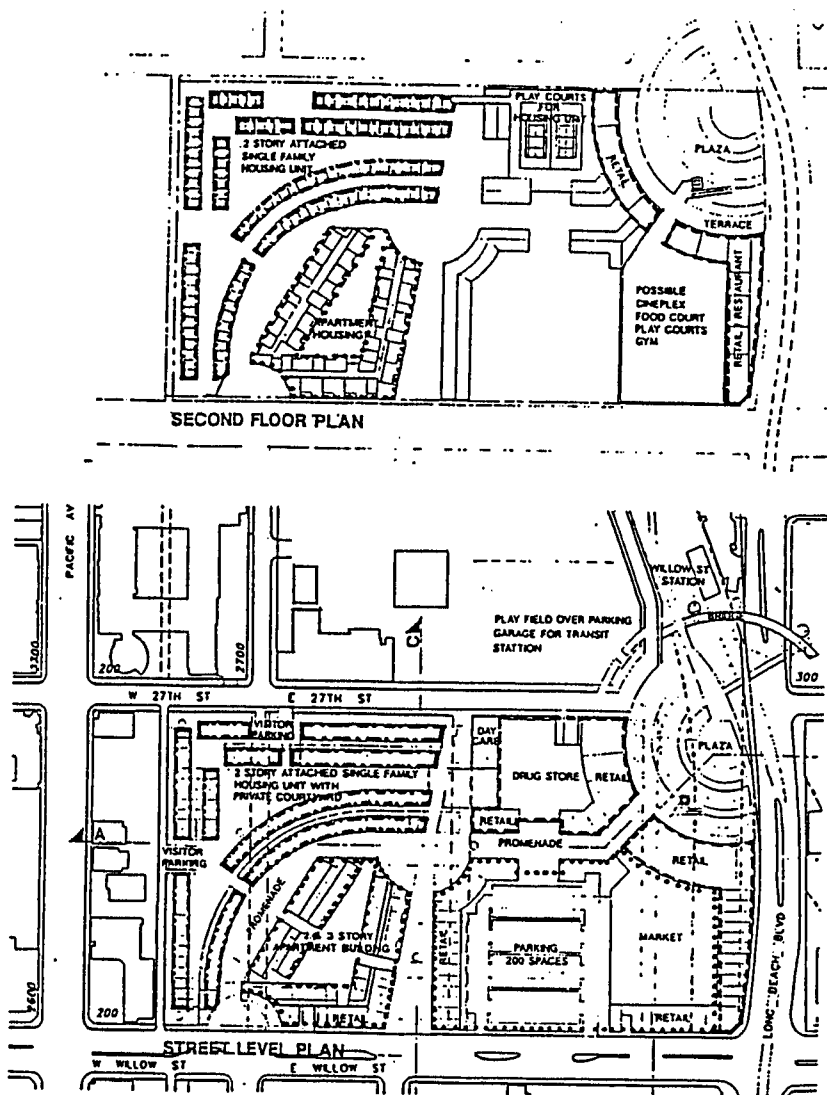 PLAY COURTS
FOR
HOUSING UNIT
2 STORY ATTACHED
SINGLE FAMILY
HOUSING UNIT
RETAIL
PLAZA
TERRACE
APARTMENT
HOUSING
POSSIBLE
CINEPLEX
FOOD COURT
PLAY COURTS
GYM
RETAIL / RESTAURANT
SECOND FLOOR PLAN
PACIFIC AV
WILLOW ST
STATION
PLAY FIELD OVER PARKING
GARAGE FOR TRANSIT
STATTION
BRIDGE
C
200
2700
300
W 27TH ST
E 27TH ST
VISITOR
PARKING
DAY
CARE
PLAZA
DRUG STORE
RETAIL
2 STORY ATTACHED SINGLE FAMILY
HOUSING UNIT WITH
PRIVATE COURTYARD
RETAIL
A
PROMENADE
VISITOR
PARKING
RETAIL
PROMENADE
2 & 3 STORY
APARTMENT BUILDING
RETAIL
C
PARKING
200 SPACES
MARKET
LONG BEACH BLVD
2600
200
RETAIL
RETAIL
STREET LEVEL PLAN
W WILLOW ST
E WILLOW ST